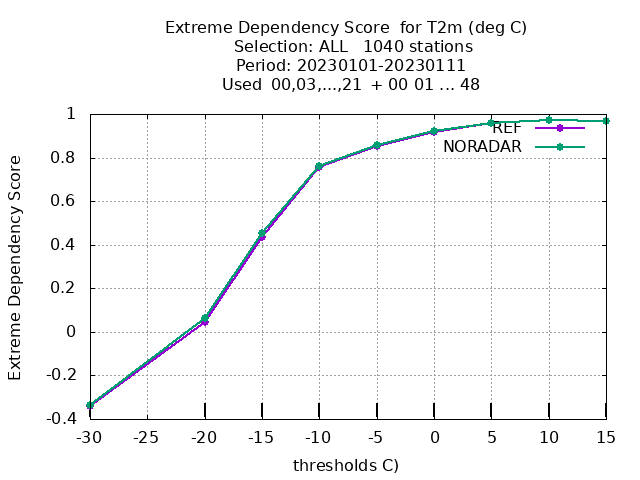 Extreme Dependency Score  for T2m (deg C)
Selection: ALL   1040 stations
Period: 20230101-20230111
Used  00,03,...,21  + 00 01 ... 48
REF
NORADAR
Extreme Dependency Score
1
0.8
0.6
0.4
0.2
0
-0.2
-0.4
-30 -25 -20 -15 -10 -5 0 5 10 15
thresholds C)